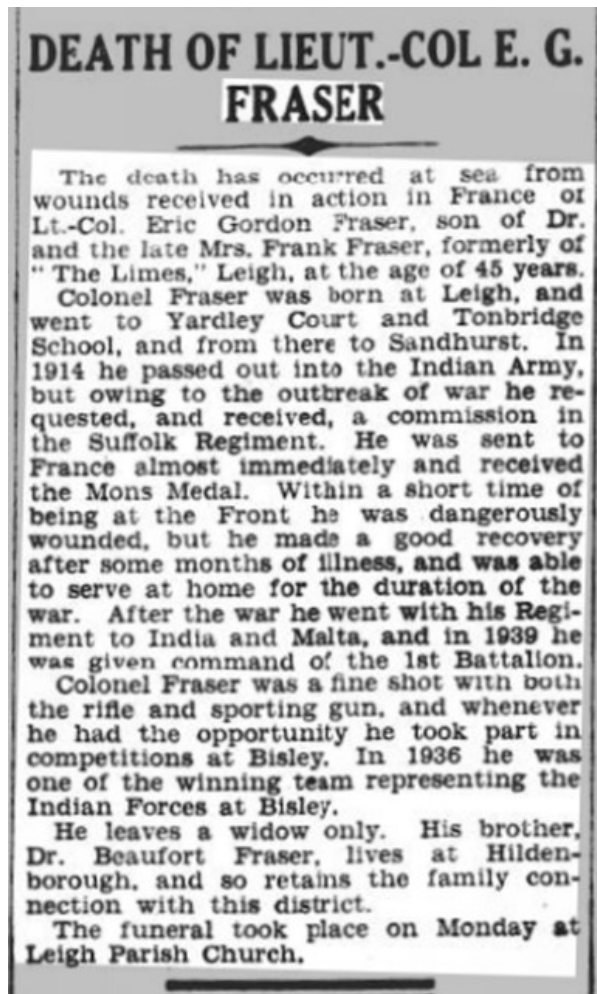 DEATH OF LIEUT.-COL E. G.
FRASER
The death has occurred at sea from
wounds received in action in France of
Lt.-Col. Eric Gordon Fraser, son of Dr.
and the late Mrs. Frank Fraser, formerly of
" The Limes," Leigh, at the age of 45 years.
Colonel Fraser was born at Leigh, and
went to Yardley Court and Tonbridge
School, and from there to Sandhurst. In
1914 he passed out into the Indian Army,
but owing to the outbreak of war he re-
quested, and received, a commission in
the Suffolk Regiment. He was sent to
France almost immediately and received
the Mons Medal. Within a short time of
being at the Front he was dangerously
wounded, but he made a good recovery
after some months of illness, and was able
to serve at home for the duration of the
war. After the war he went with his Regi-
ment to India and Malta, and in 1939 he
was given command of the 1st Battalion.
Colonel Fraser was a fine shot with both
the rifle and sporting gun, and whenever
he had the opportunity he took part in
competitions at Bisley. In 1936 he was
one of the winning team representing the
Indian Forces at Bisley.
He leaves a widow only. His brother,
Dr. Beaufort Fraser, lives at Hilden-
borough, and so retains the family con-
nection with this district.
The funeral took place on Monday at
Leigh Parish Church.